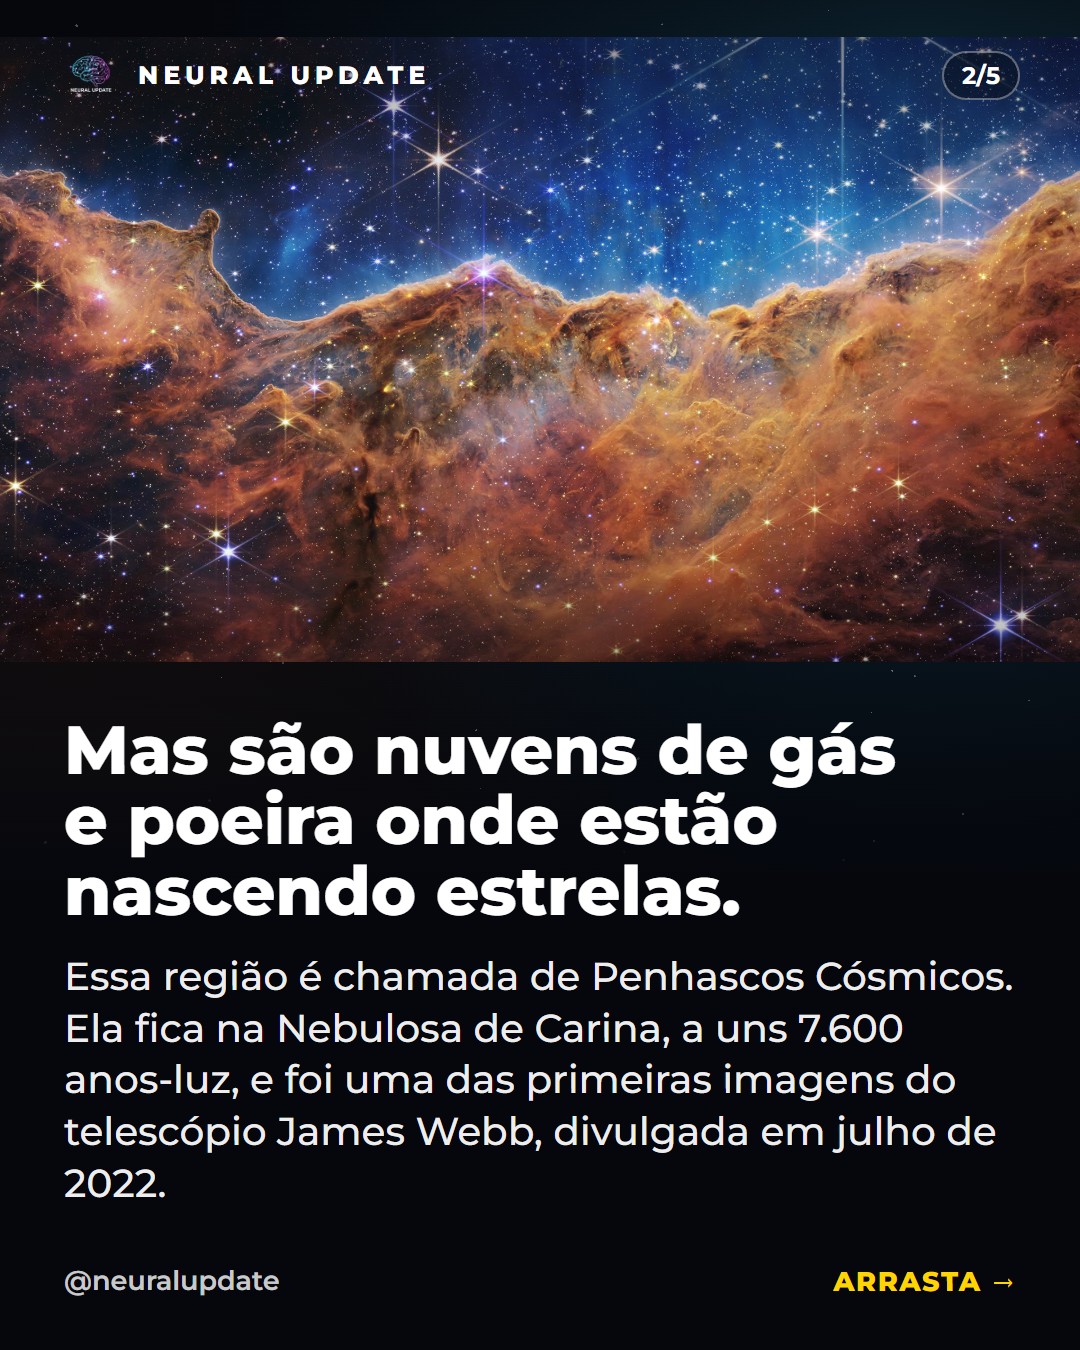 NEURAL UPDATE
NEURAL UPDATE
2/5
Mas são nuvens de gás
e poeira onde estão
nascendo estrelas.
Essa região é chamada de Penhascos Cósmicos.
Ela fica na Nebulosa de Carina, a uns 7.600
anos-luz, e foi uma das primeiras imagens do
telescópio James Webb, divulgada em julho de
2022.
@neuralupdate
ARRASTA →